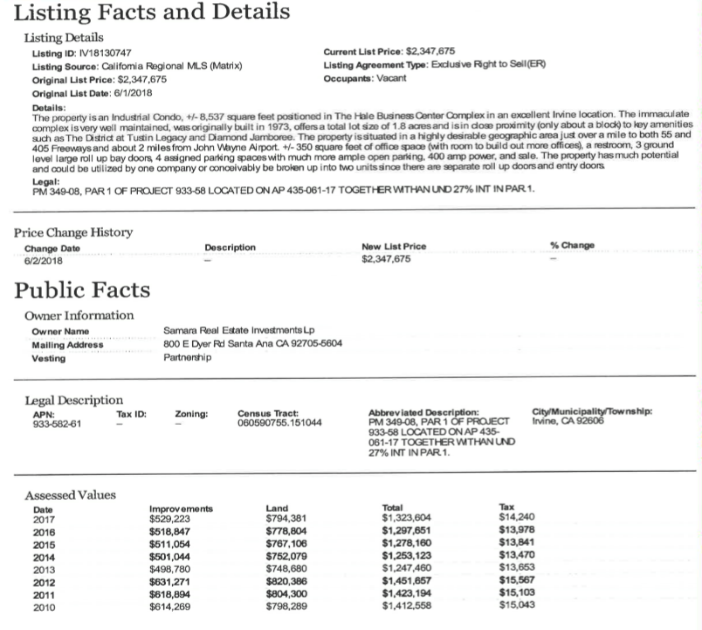 Listing Facts and Details
Listing Details
Listing ID: IV18130747
Current List Price: $2,347,675
Listing Source: California Regional MLS (Matrix)
Listing Agreement Type: Exclusive Right to Sell(ER)
Original List Price: $2,347,675
Occupants: Vacant
Original List Date: 6/1/2018
Details:
The property is an Industrial Condo, +/- 8,537 square feet positioned in The Hale Business Center Complex in an excellent Irvine location. The immaculate
complex is very well maintained, was originally built in 1973, offers a total lot size of 1.8 acres and is in close proximity (only about a block) to key amenities
such as The District at Tustin Legacy and Diamond Jamboree. The property is situated in a highly desirable geographic area just over a mile to both 55 and
405 Freeways and about 2 miles from John Wayne Airport. +/- 350 square feet of office space (with room to build out more offices), a restroom, 3 ground
level large roll up bay doors, 4 assigned parking spaces with much more ample open parking, 400 amp power, and sale. The property has much potential
and could be utilized by one company or conceivably be broken up into two units since there are separate roll up doors and entry doors
Legal:
PM 349-08, PAR 1 OF PROJECT 933-58 LOCATED ON AP 435-061-17 TOGETHER WITH AN UND 27% INT IN PAR 1.
Price Change History
Change Date Description New List Price % Change
6/2/2018 – $2,347,675 –
Public Facts
Owner Information
Owner Name Samara Real Estate Investments Lp
Mailing Address 800 E Dyer Rd Santa Ana CA 92705-5604
Vesting Partnership
Legal Description
APN: Tax ID: Zoning: Census Tract: Abbreviated Description: City/Municipality/Township:
933-582-61 – – 060590755.151044 PM 349-08, PAR 1 OF PROJECT Irvine, CA 92606
933-58 LOCATED ON AP 435-
061-17 TOGETHER WITH AN UND
27% INT IN PAR 1.
Assessed Values
Date Improvements Land Total Tax
2017 $529,223 $794,381 $1,323,604 $14,240
2016 $518,847 $778,804 $1,297,651 $13,978
2015 $511,054 $767,106 $1,278,160 $13,841
2014 $501,044 $752,079 $1,253,123 $13,470
2013 $498,780 $748,680 $1,247,460 $13,653
2012 $631,271 $820,386 $1,451,657 $15,567
2011 $618,894 $804,300 $1,423,194 $15,103
2010 $614,269 $798,289 $1,412,558 $15,043